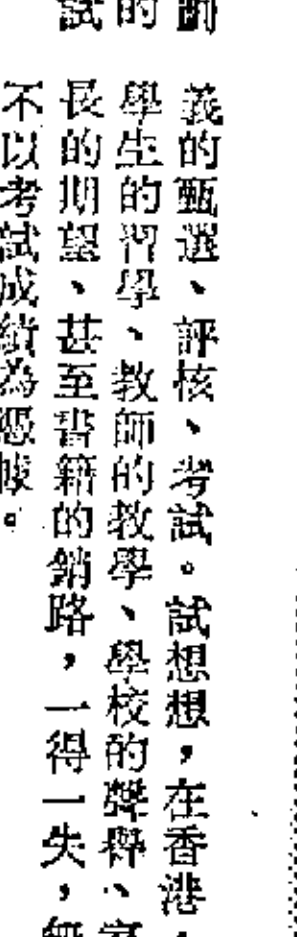 的
試
義的甄選、評核、考試。試想想，在香港，
學生的習學、教師的教學、學校的聲譽、家
長的期望、甚至書籍的銷路，一得一失，無
不以考試成績為憑據。